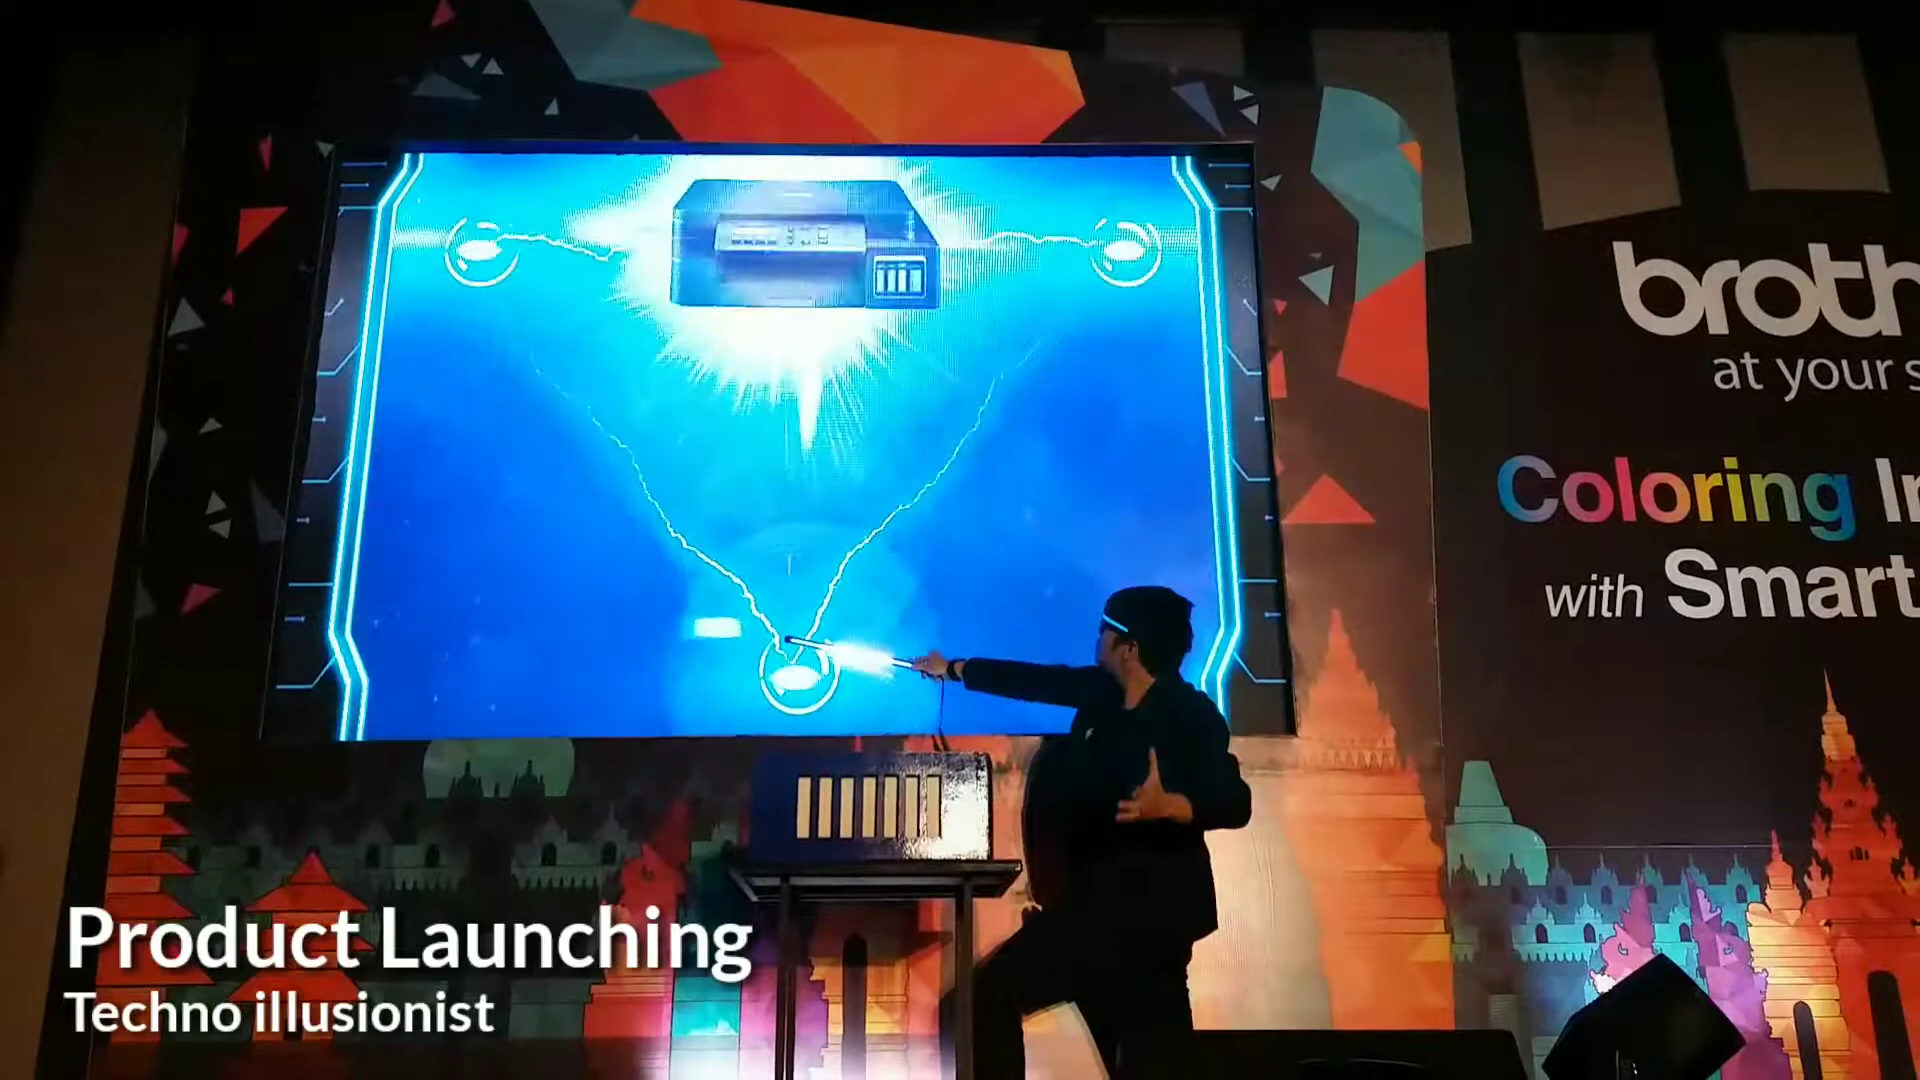 broth
at your s
Coloring In
with Smart
Product Launching
Techno illusionist